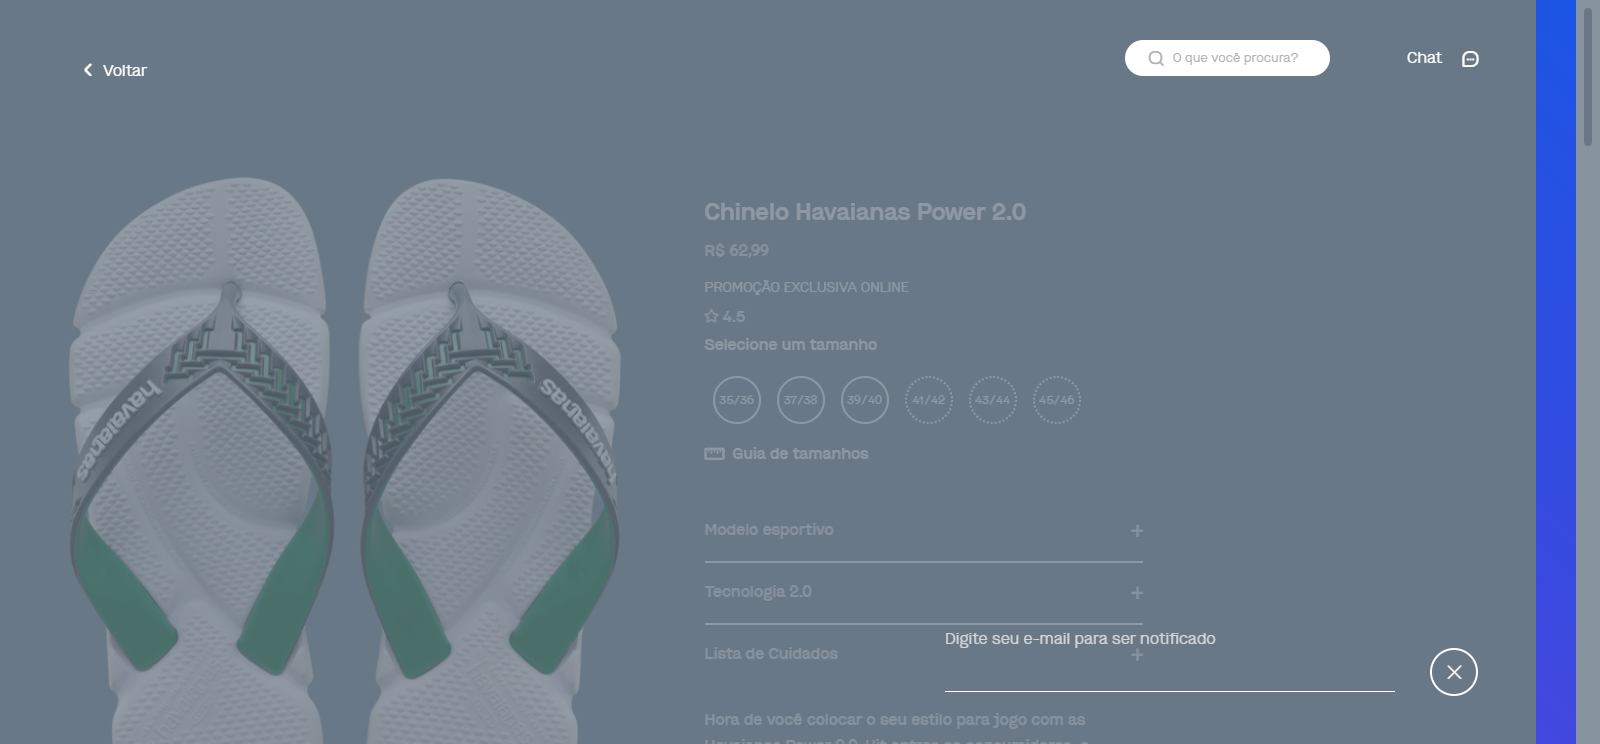 Voltar
O que você procura?
Chat
Chinelo Havaianas Power 2.0
R$ 62,99
PROMOÇÃO EXCLUSIVA ONLINE
4.5
Selecione um tamanho
35/36 37/38 39/40 41/42 43/44 45/46
Guia de tamanhos
Modelo esportivo
Tecnologia 2.0
Digite seu e-mail para ser notificado
Lista de Cuidados
Hora de você colocar o seu estilo para jogo com as
havaianas
havaianas